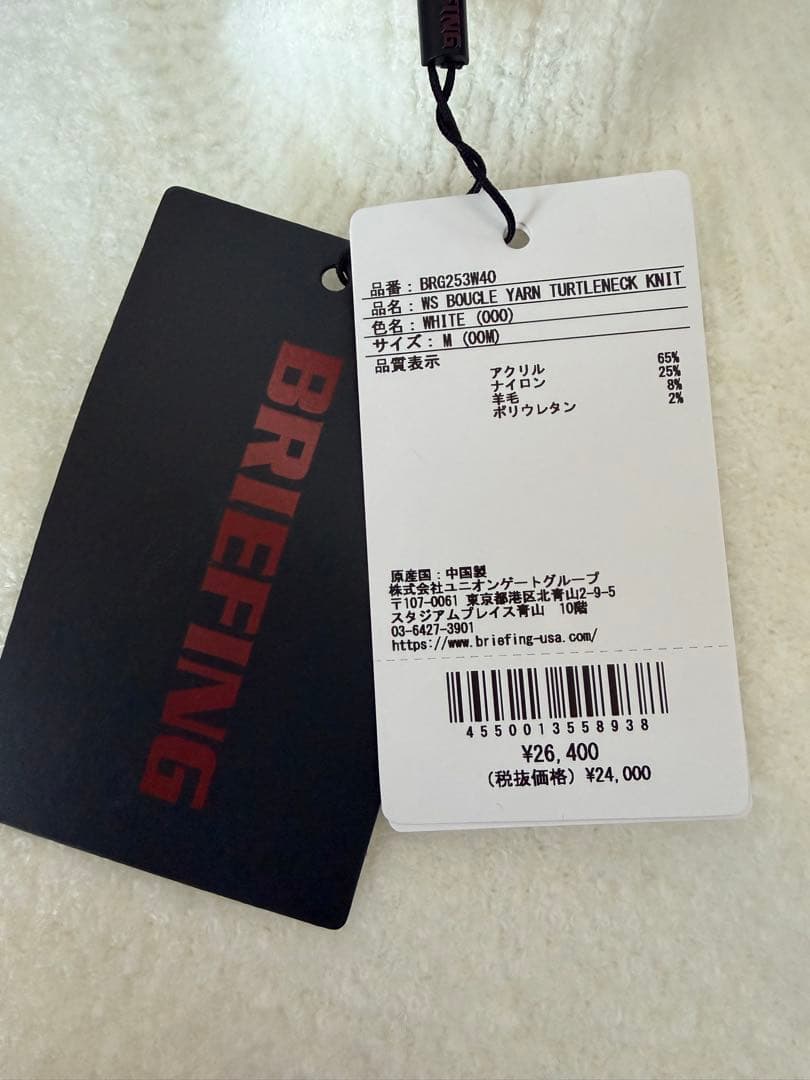 FING
BRIEFING
品番：BRG253W40
品名：WS BOUCLE YARN TURTLENECK KNIT
色名：WHITE (000)
サイズ：M (00M)
品質表示
アクリル 65%
ナイロン 25%
羊毛 8%
ポリウレタン 2%
原産国：中国製
株式会社ユニオンゲートグループ
〒107-0061 東京都港区北青山2-9-5
スタジアムプレイス青山 10階
03-6427-3901
https://www.briefing-usa.com/
4550013558938
¥26,400
(税抜価格) ¥24,000